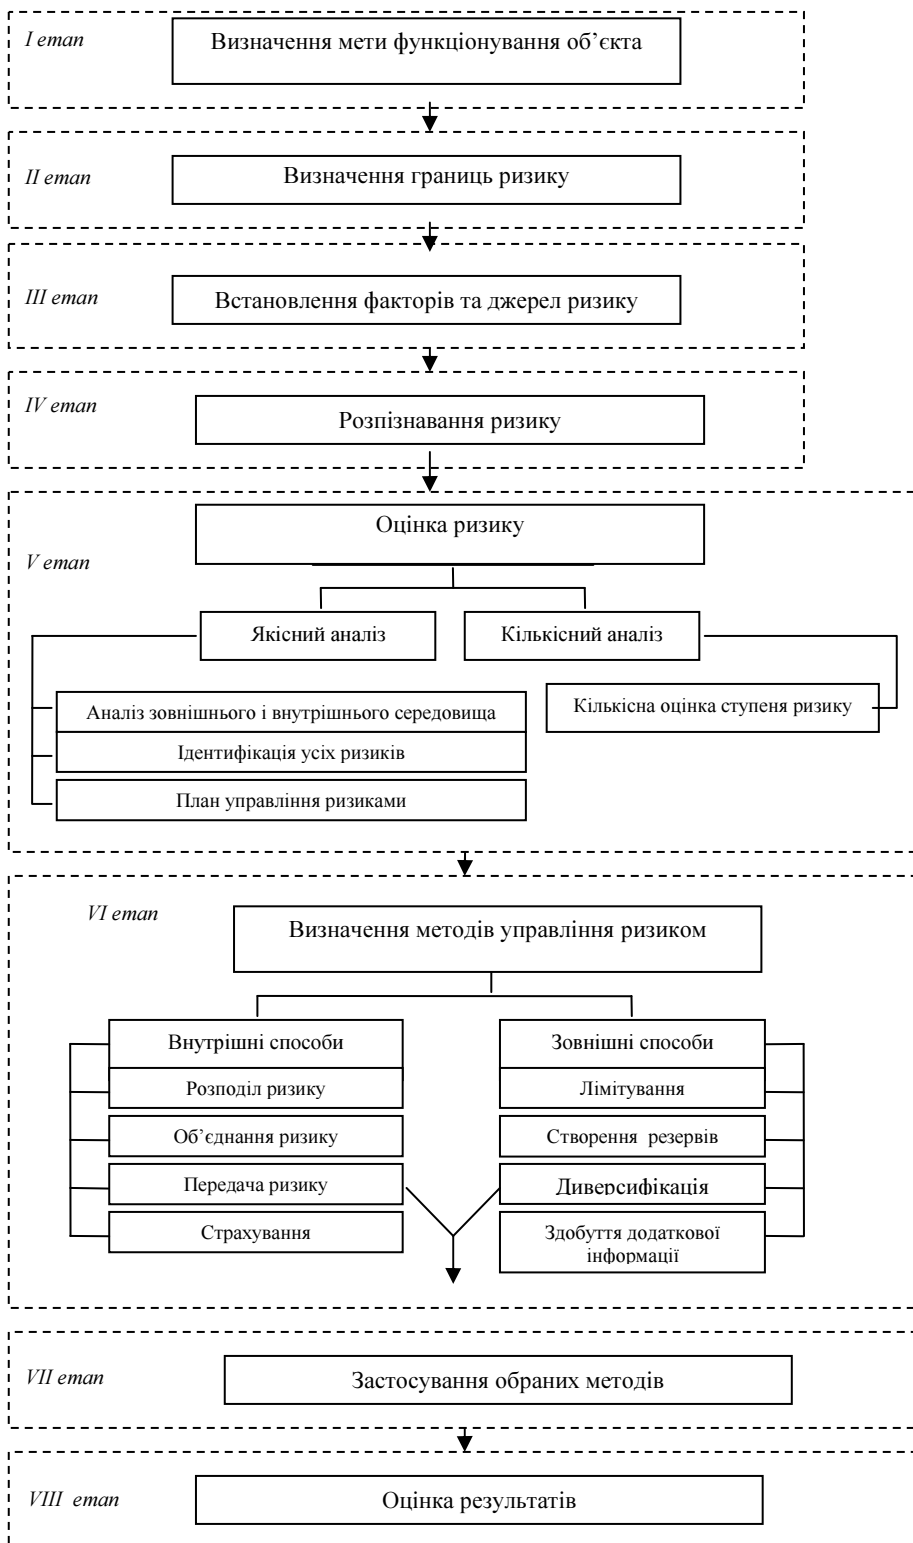 I етап
Визначення мети функціонування об’єкта
II етап
Визначення границь ризику
III етап
Встановлення факторів та джерел ризику
IV етап
Розпізнавання ризику
V етап
Оцінка ризику
Якісний аналіз
Кількісний аналіз
Аналіз зовнішнього і внутрішнього середовища
Кількісна оцінка ступеня ризику
Ідентифікація усіх ризиків
План управління ризиками
VI етап
Визначення методів управління ризиком
Внутрішні способи
Розподіл ризику
Об’єднання ризику
Передача ризику
Страхування
Зовнішні способи
Лімітування
Створення резервів
Диверсифікація
Здобуття додаткової
інформації
VII етап
Застосування обраних методів
VIII етап
Оцінка результатів